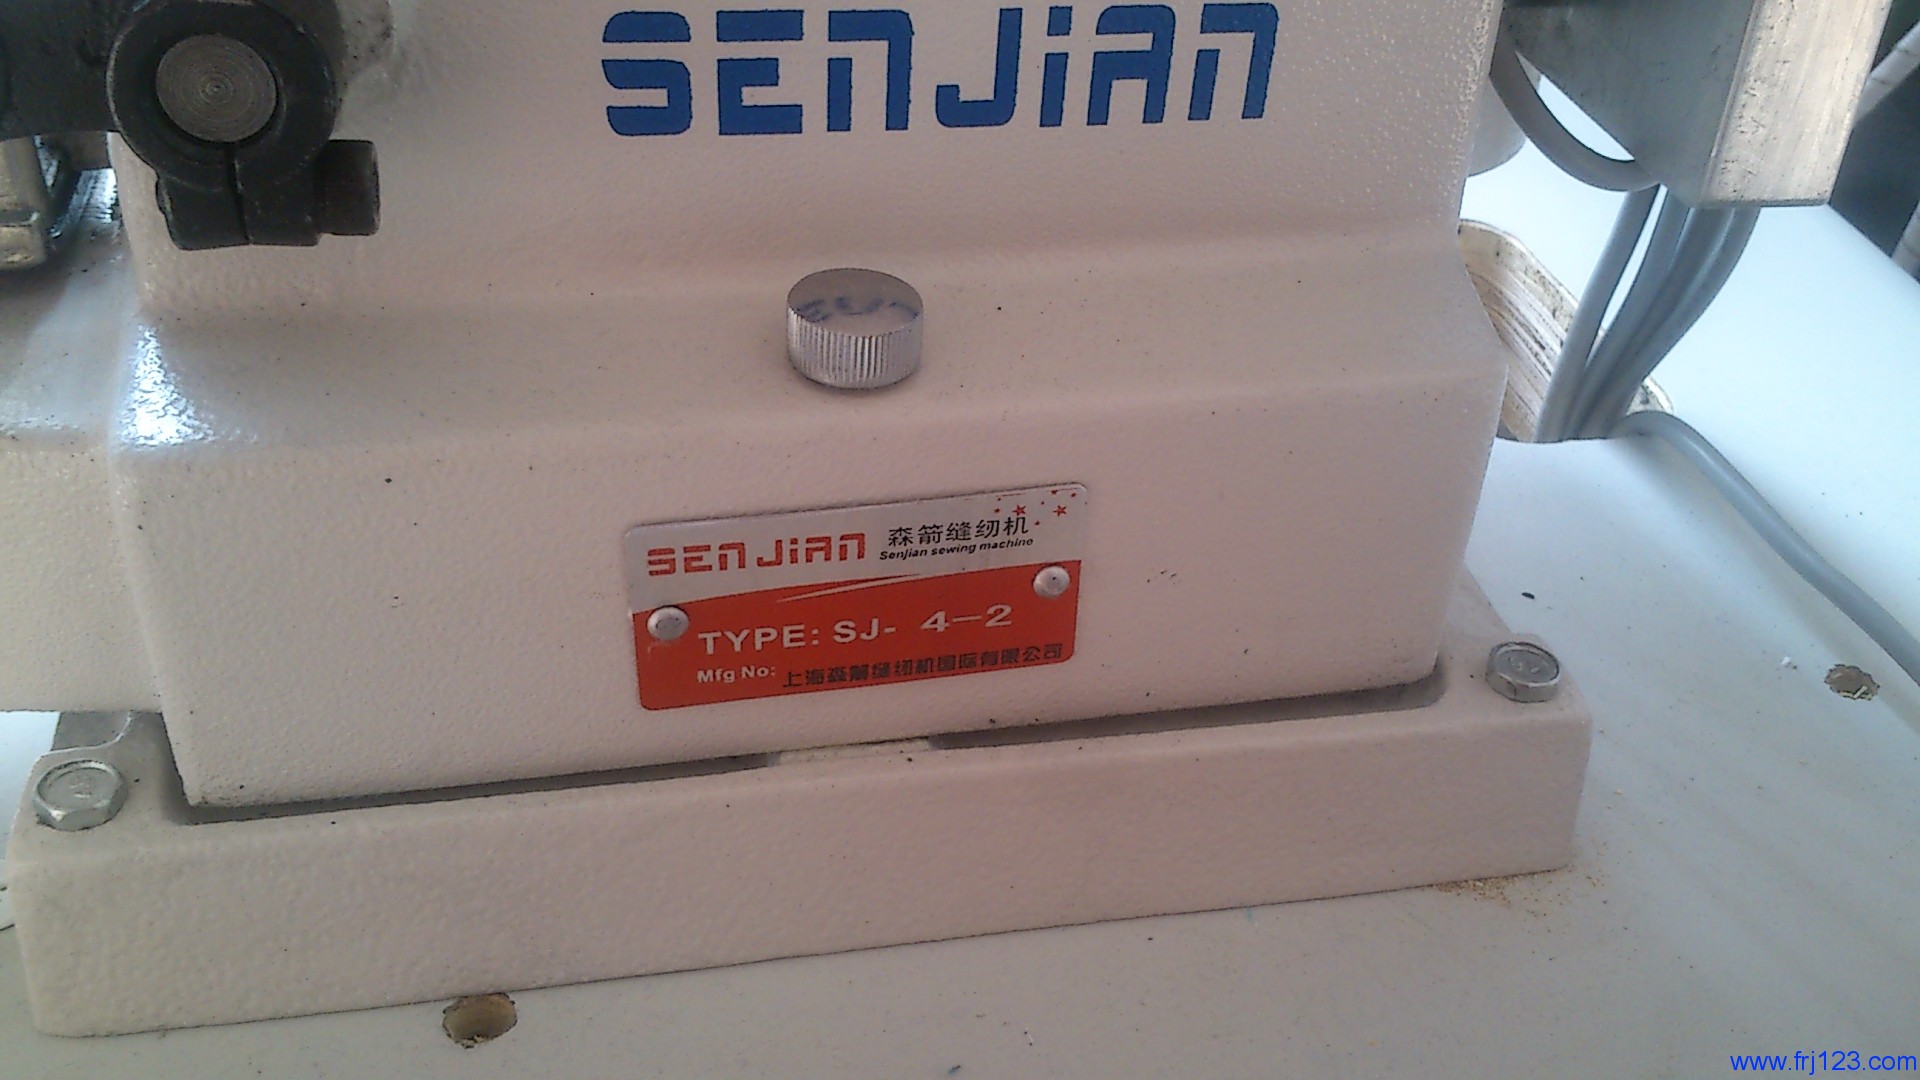 SENJIAN
SENJIAN 森箭缝纫机
Senjian sewing machine
TYPE: SJ- 4-2
Mfg No: 上海森箭缝纫机国际有限公司
www.frj123.com